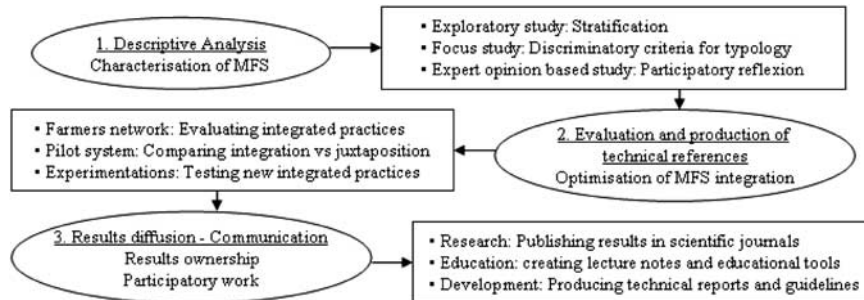 1. Descriptive Analysis
Characterisation of MFS
▪ Exploratory study: Stratification
▪ Focus study: Discriminatory criteria for typology
▪ Expert opinion based study: Participatory reflexion
▪ Farmers network: Evaluating integrated practices
▪ Pilot system: Comparing integration vs juxtaposition
▪ Experimentations: Testing new integrated practices
2. Evaluation and production of
technical references
Optimisation of MFS integration
3. Results diffusion - Communication
Results ownership
Participatory work
▪ Research: Publishing results in scientific journals
▪ Education: creating lecture notes and educational tools
▪ Development: Producing technical reports and guidelines